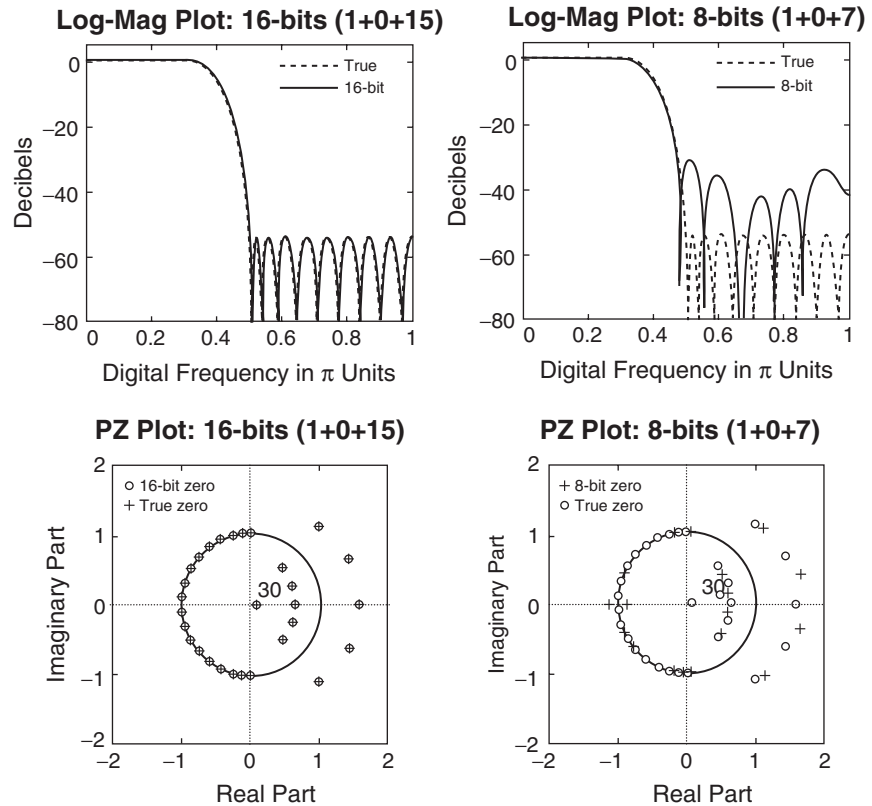 Log-Mag Plot: 16-bits (1+0+15)
0
−20
−40
−60
−80
Decibels
True
16-bit
0
0.2
0.4
0.6
0.8
1
Digital Frequency in π Units
Log-Mag Plot: 8-bits (1+0+7)
0
−20
−40
−60
−80
Decibels
True
8-bit
0
0.2
0.4
0.6
0.8
1
Digital Frequency in π Units
PZ Plot: 16-bits (1+0+15)
2
1
0
−1
−2
Imaginary Part
16-bit zero
True zero
30
−2
−1
0
1
2
Real Part
PZ Plot: 8-bits (1+0+7)
2
1
0
−1
−2
Imaginary Part
8-bit zero
True zero
30
−2
−1
0
1
2
Real Part